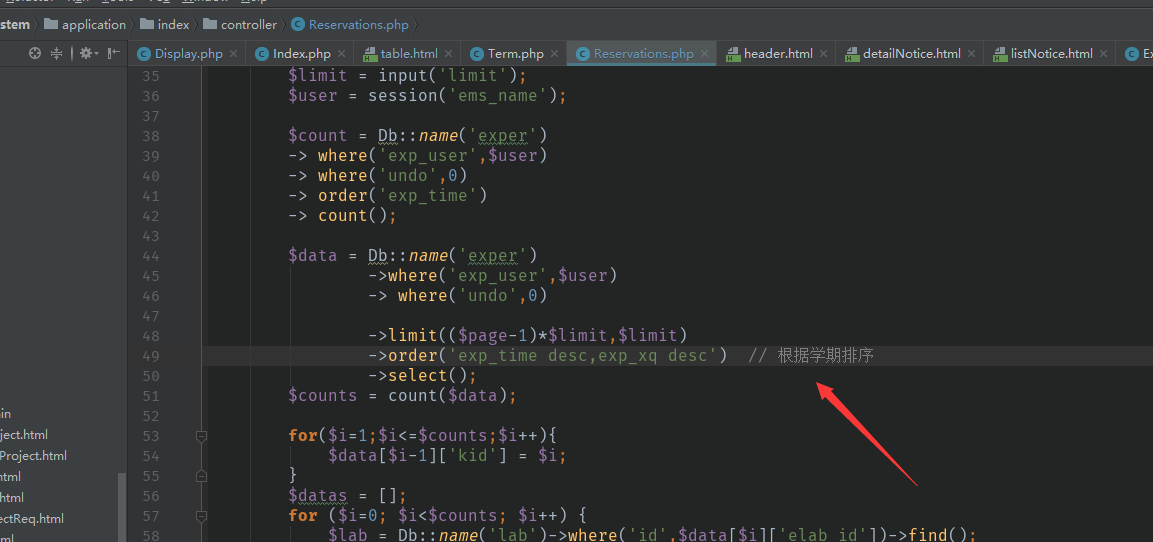 stem application index controller Reservations.php
Display.php Index.php table.html Term.php Reservations.php header.html detailNotice.html listNotice.html Ex
35 $limit = input('limit');
36 $user = session('ems_name');
37
38 $count = Db::name('exper')
39 -> where('exp_user',$user)
40 -> where('undo',0)
41 -> order('exp_time')
42 -> count();
43
44 $data = Db::name('exper')
45 ->where('exp_user',$user)
46 -> where('undo',0)
47
48 ->limit(($page-1)*$limit,$limit)
49 ->order('exp_time desc,exp_xq desc') // 根据学期排序
50 ->select();
51 $counts = count($data);
52
53 for($i=1;$i<=$counts;$i++){
54 $data[$i-1]['kid'] = $i;
55 }
56 $datas = [];
57 for ($i=0; $i<$counts; $i++) {
58 $lab = Db::name('lab')->where('id',$data[$i]['elab_id'])->find();
in
ject.html
Project.html
html
html
ectReq.html